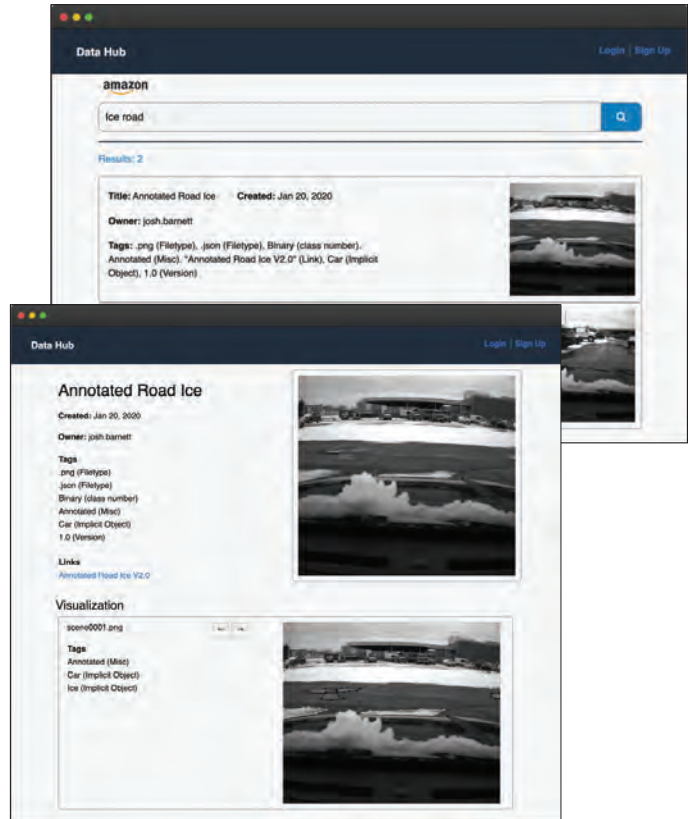 Data Hub
Login | Sign Up
amazon
Ice road
Results: 2
Title: Annotated Road Ice Created: Jan 20, 2020
Owner: josh.barnett
Tags: .png (Filetype), .json (Filetype), Binary (class number).
Annotated (Misc). "Annotated Road Ice V2.0" (Link), Car (Implicit
Object), 1.0 (Version)
Data Hub
Login | Sign Up
Annotated Road Ice
Created: Jan 20, 2020
Owner: josh.barnett
Tags
.png (Filetype)
.json (Filetype)
Binary (class number)
Annotated (Misc)
Car (Implicit Object)
1.0 (Version)
Links
Annotated Road Ice V2.0
Visualization
scene0001.png
Tags
Annotated (Misc)
Car (Implicit Object)
Ice (Implicit Object)